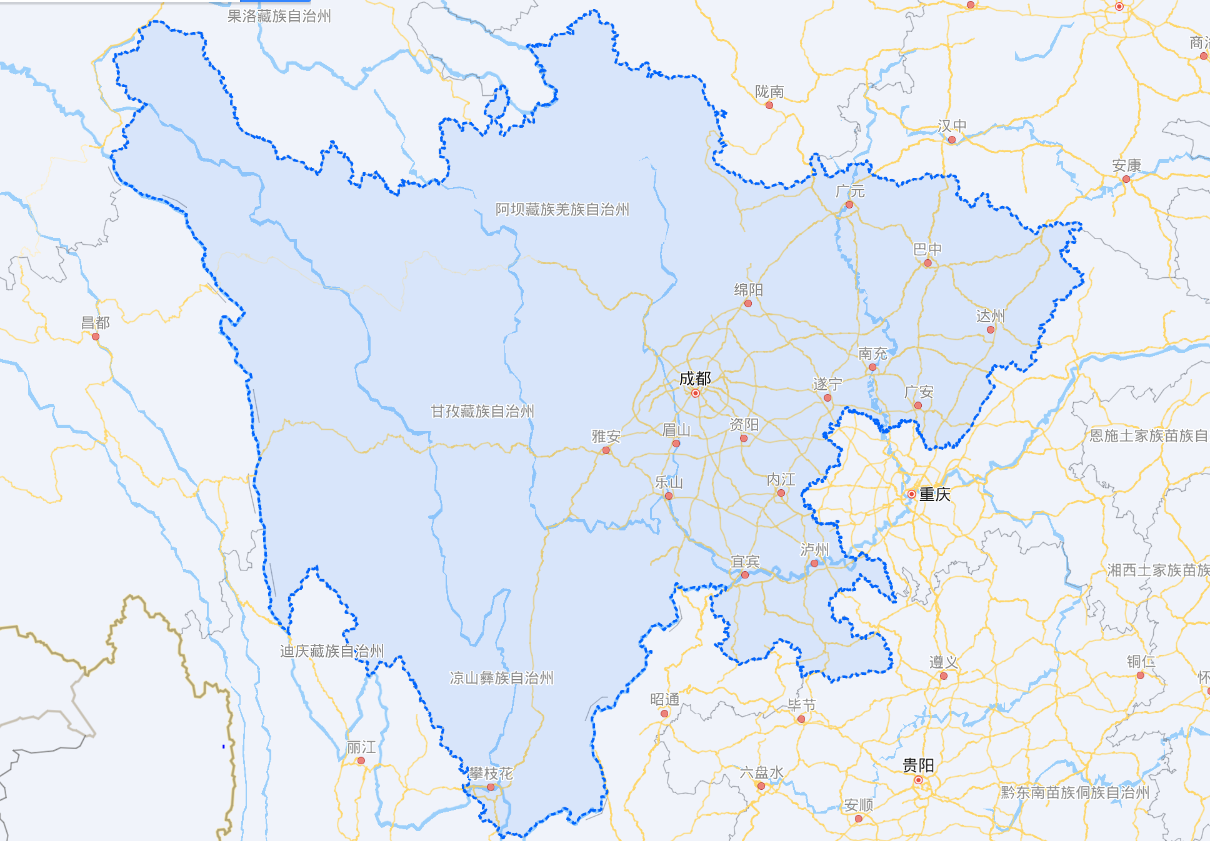 果洛藏族自治州
商洛
陇南
汉中
安康
广元
阿坝藏族羌族自治州
巴中
绵阳
达州
昌都
南充
成都
遂宁
广安
甘孜藏族自治州
雅安
眉山
资阳
恩施土家族苗族自
乐山
内江
重庆
宜宾
泸州
湘西土家族苗族
迪庆藏族自治州
凉山彝族自治州
遵义
铜仁
怀
昭通
毕节
丽江
攀枝花
六盘水
贵阳
黔东南苗族侗族自治州
安顺